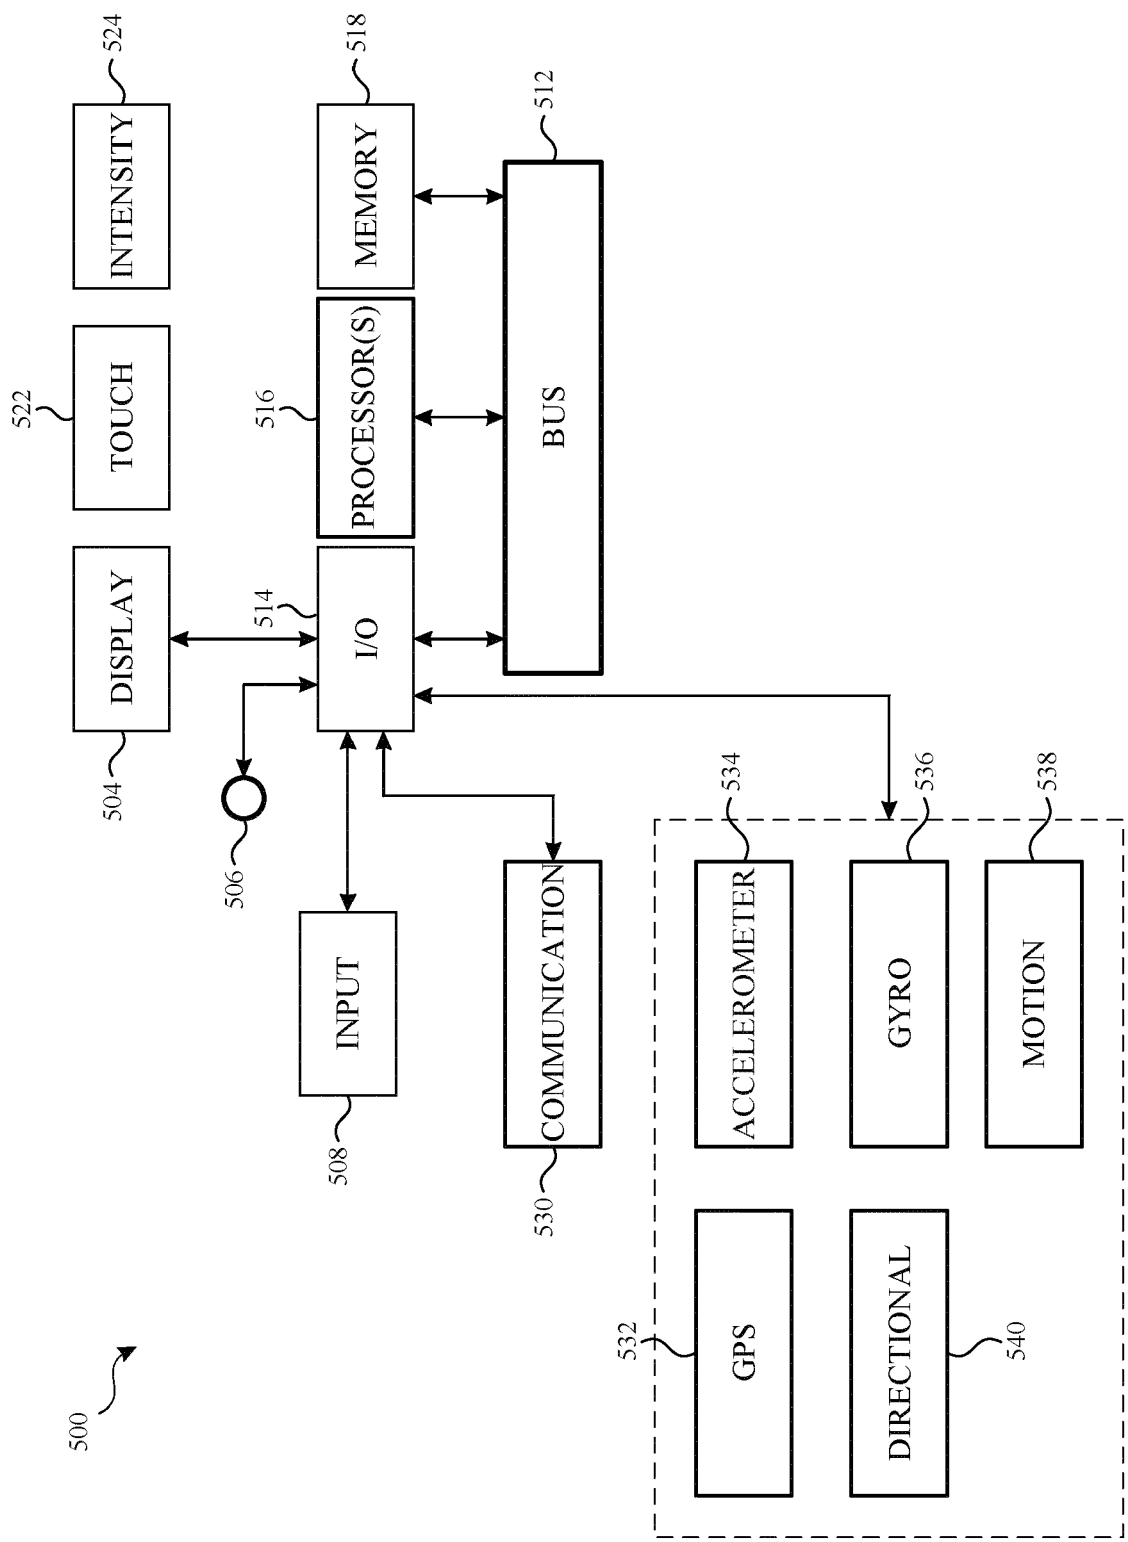 500
504
DISPLAY
522
TOUCH
524
INTENSITY
506
508
INPUT
514
I/O
516
PROCESSOR(S)
518
MEMORY
530
COMMUNICATION
512
BUS
532
GPS
534
ACCELEROMETER
DIRECTIONAL
540
536
GYRO
538
MOTION